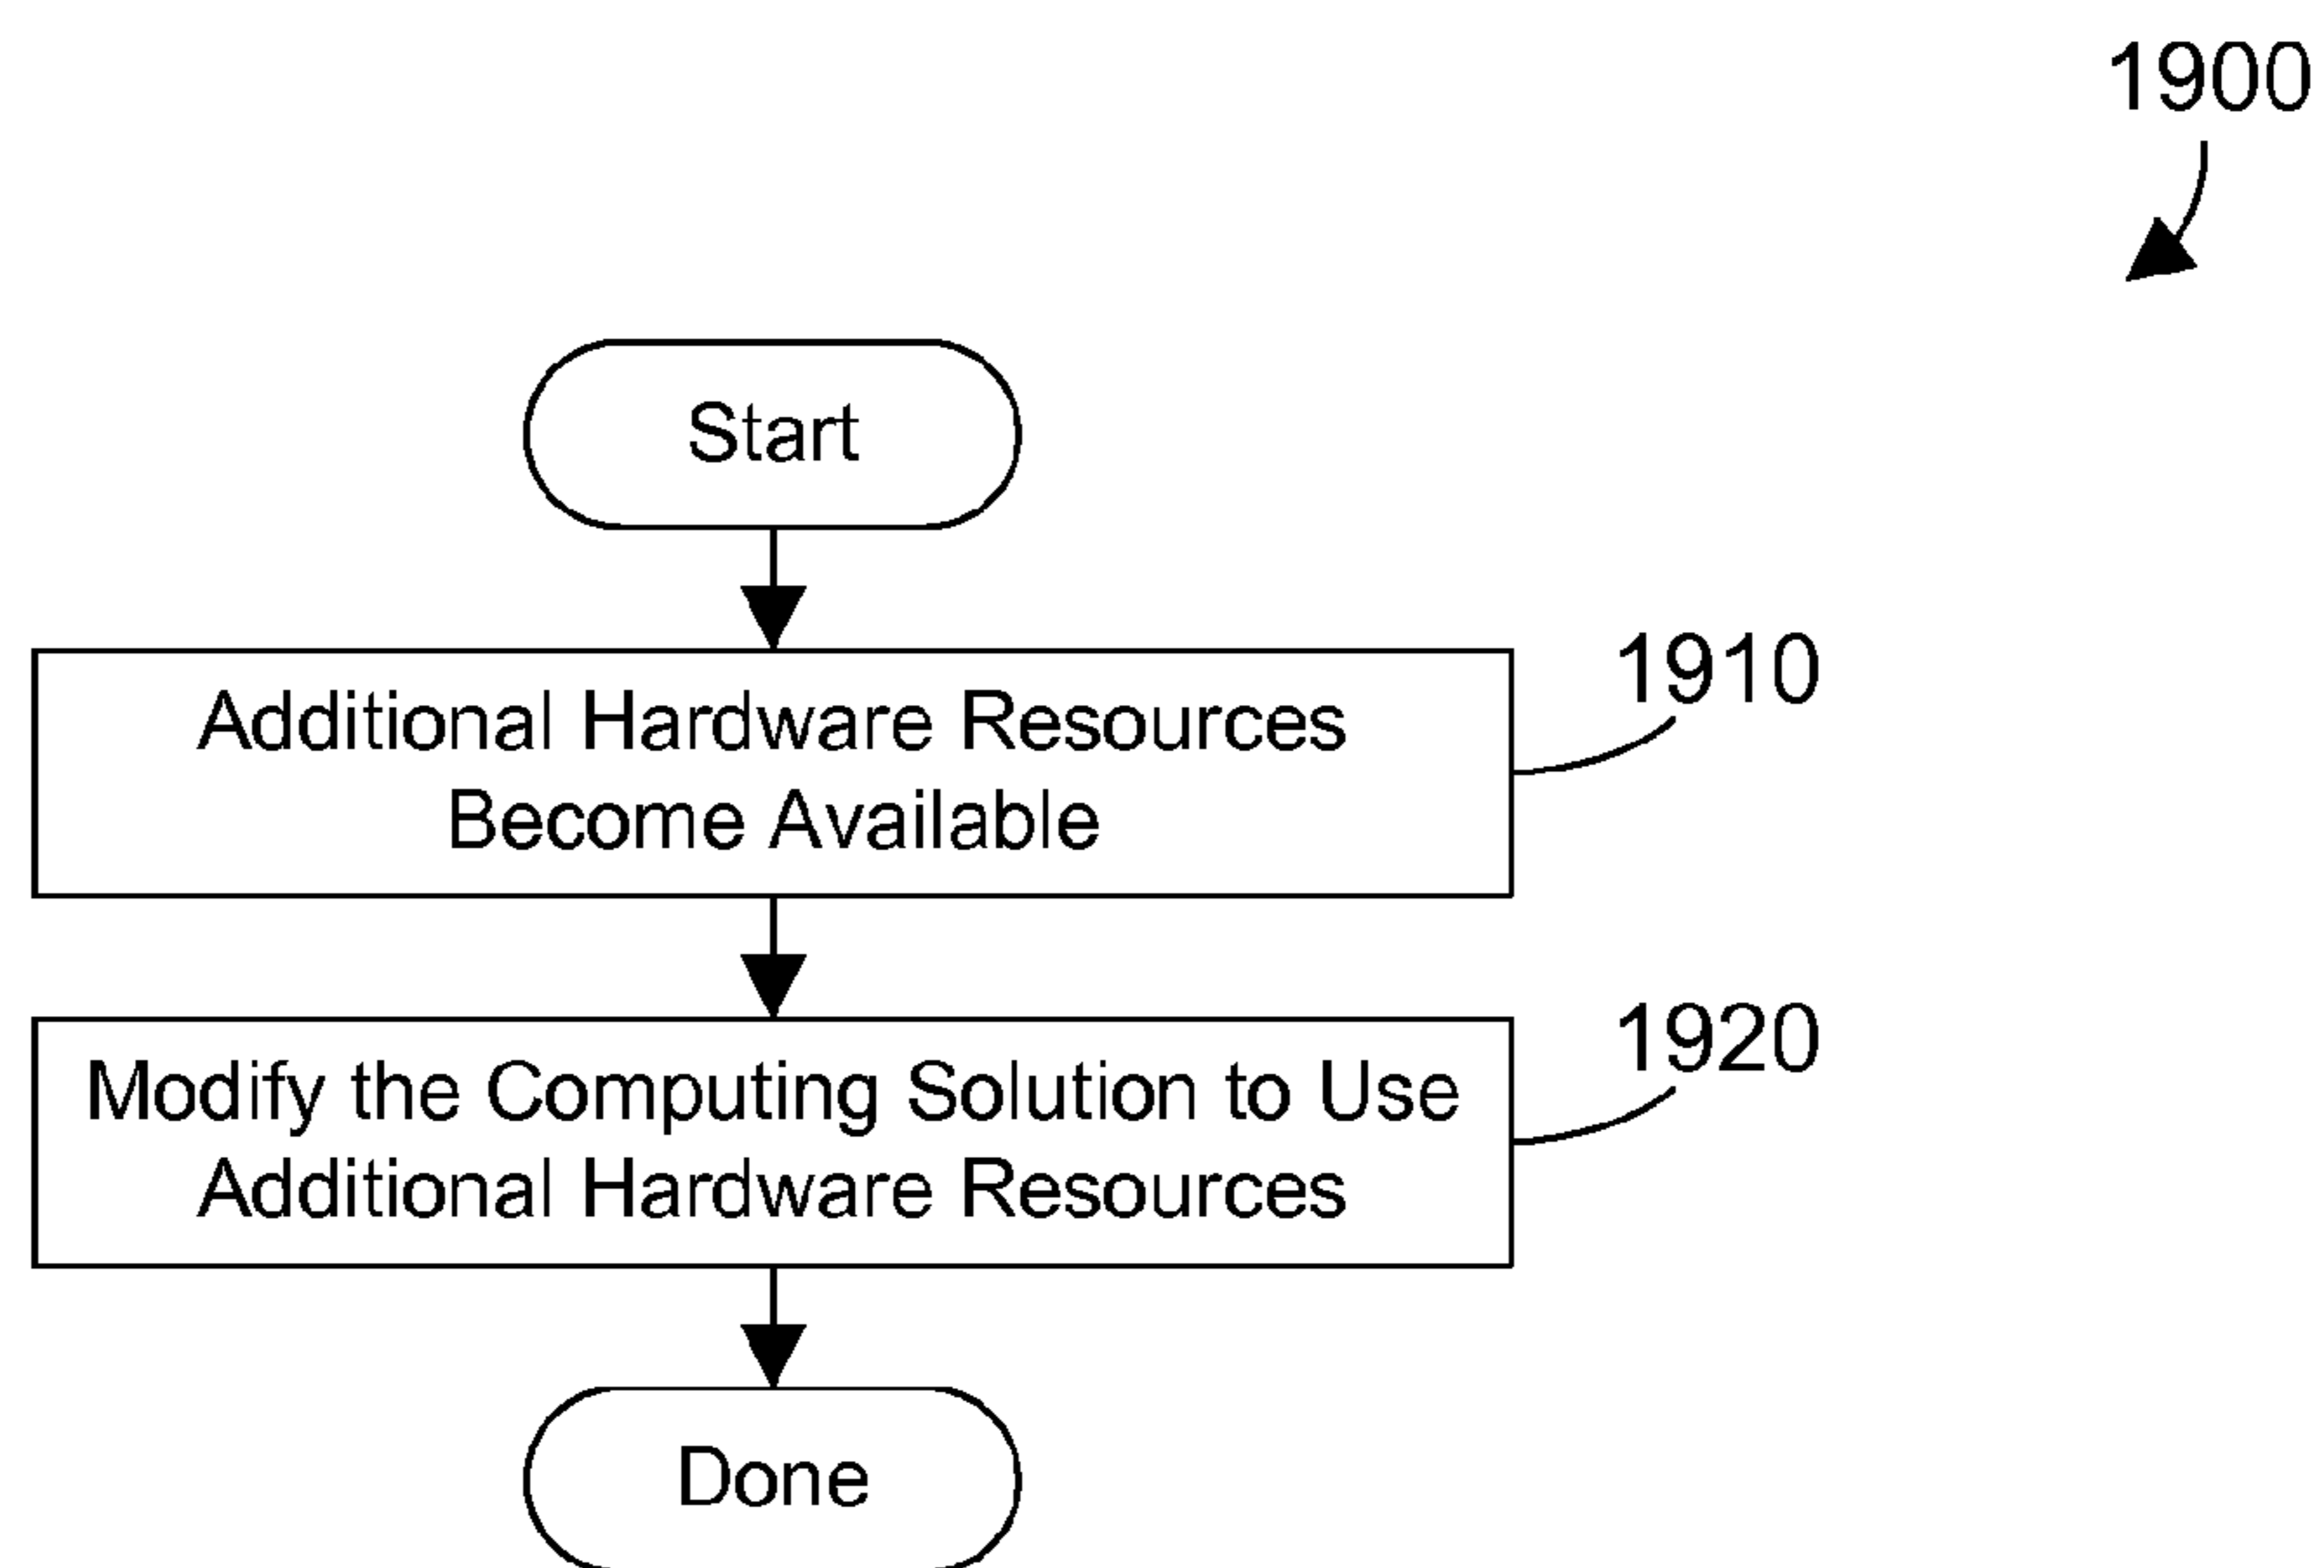 1900
Start
Additional Hardware Resources
Become Available
1910
Modify the Computing Solution to Use
Additional Hardware Resources
1920
Done